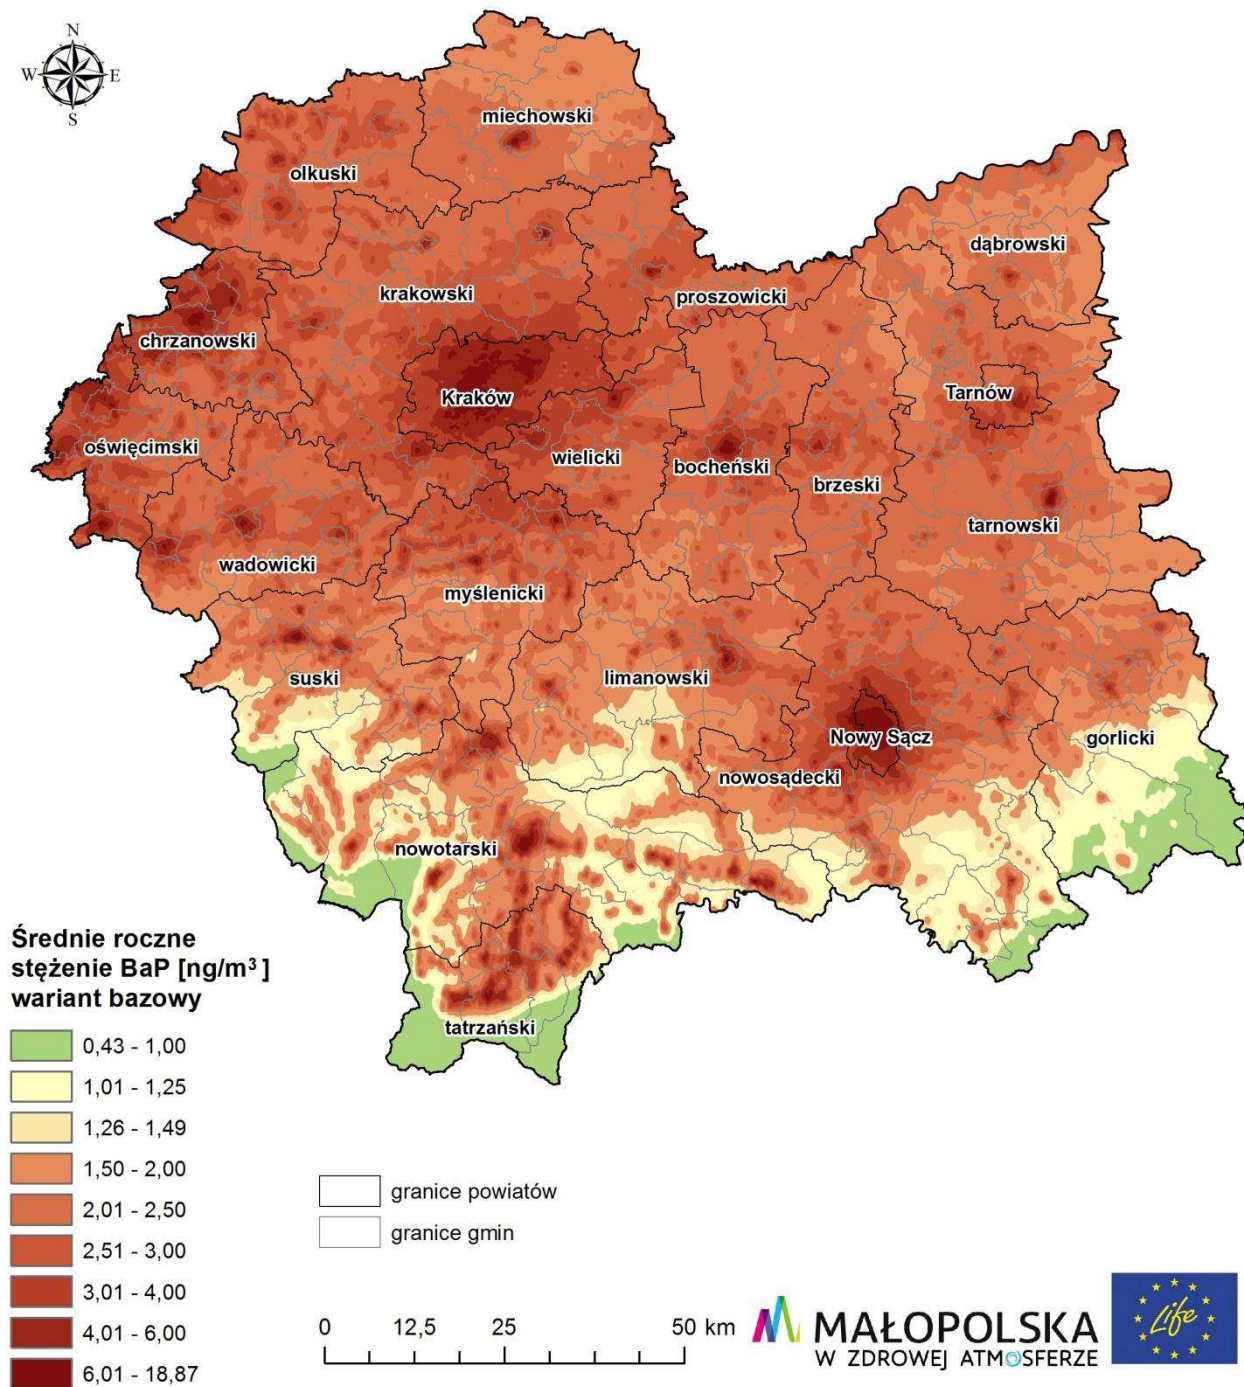 N
W E
S
miechowski
olkuski
dąbrowski
krakowski
proszowicki
chrzanowski
Tarnów
Kraków
oświęcimski
wielicki
bocheński
brzeski
tarnowski
wadowicki
myślenicki
suski
limanowski
Nowy Sącz
gorlicki
nowosądecki
nowotarski
tatrzański
Średnie roczne
stężenie BaP [ng/m³]
wariant bazowy
0,43 - 1,00
1,01 - 1,25
1,26 - 1,49
1,50 - 2,00
2,01 - 2,50
2,51 - 3,00
3,01 - 4,00
4,01 - 6,00
6,01 - 18,87
granice powiatów
granice gmin
0 12,5 25 50 km
MAŁOPOLSKA
W ZDROWEJ ATMOSFERZE
Life